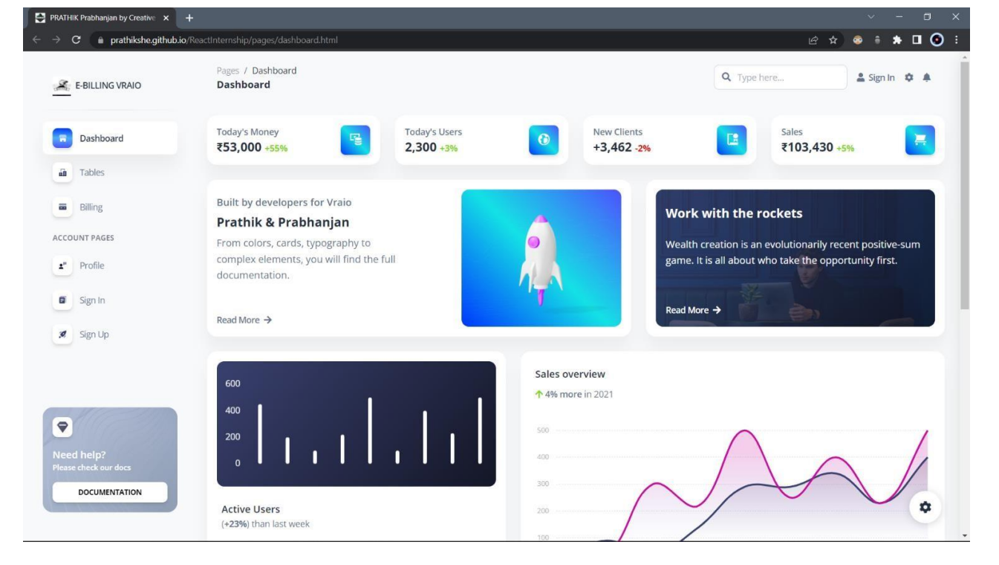 PRATHIK Prabhanjan by Creative
prathikshe.github.io/ReactInternship/pages/dashboard.html
E-BILLING VRAIO
Dashboard
Tables
Billing
ACCOUNT PAGES
Profile
Sign In
Sign Up
Need help?
Please check our docs
DOCUMENTATION
Pages / Dashboard
Dashboard
Type here...
Sign In
Today's Money
₹53,000 +55%
Today's Users
2,300 +3%
New Clients
+3,462 -2%
Sales
₹103,430 +5%
Built by developers for Vraio
Prathik & Prabhanjan
From colors, cards, typography to
complex elements, you will find the full
documentation.
Read More
Work with the rockets
Wealth creation is an evolutionarily recent positive-sum
game. It is all about who take the opportunity first.
Read More
600
400
200
0
Active Users
(+23%) than last week
Sales overview
4% more in 2021
500
400
300
200
100